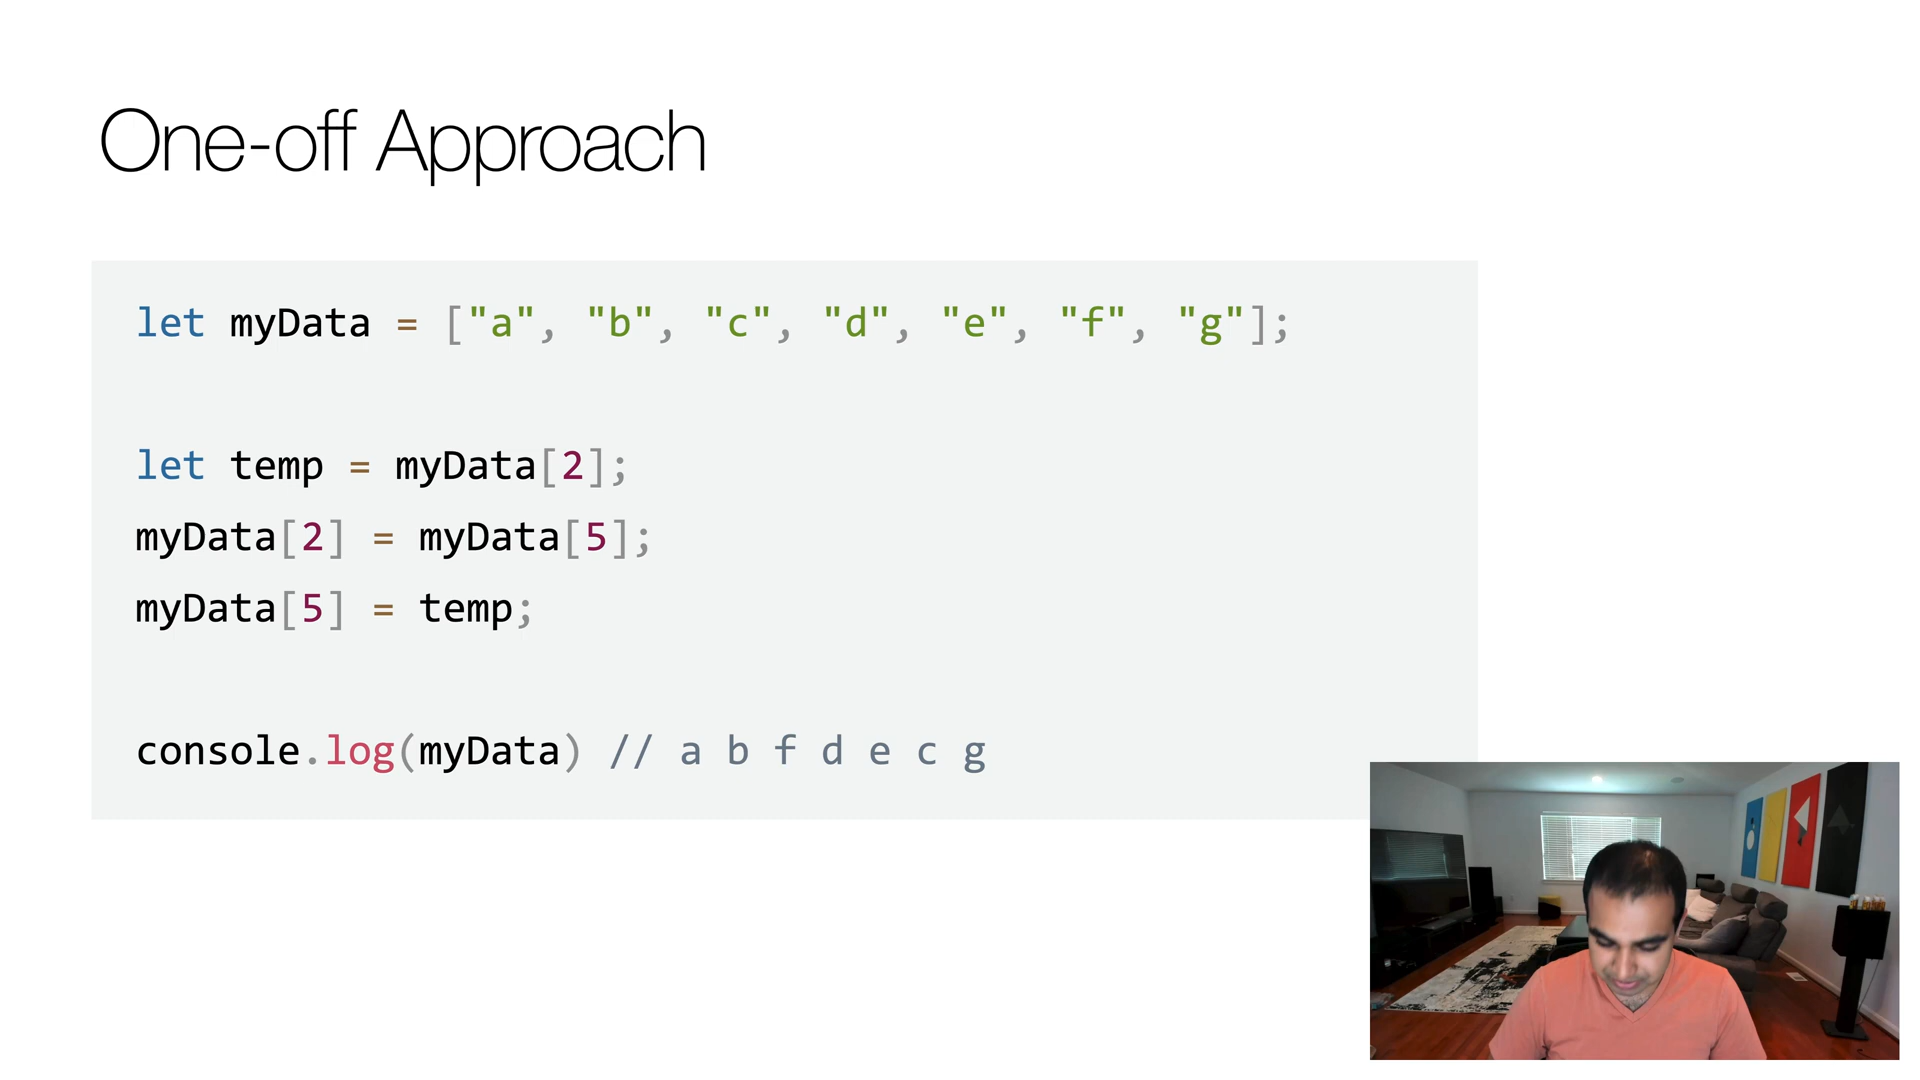 One-off Approach
let myData = ["a", "b", "c", "d", "e", "f", "g"];
let temp = myData[2];
myData[2] = myData[5];
myData[5] = temp;
console.log(myData) // a b f d e c g